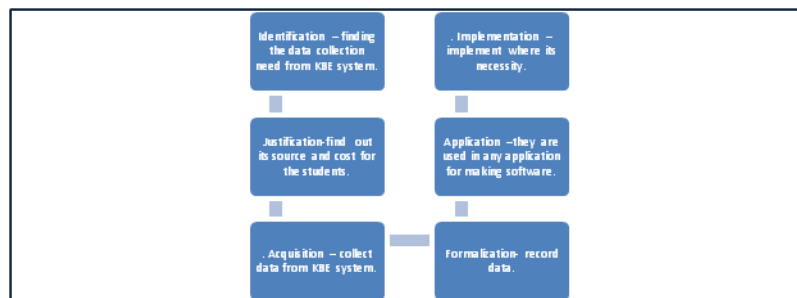 Identification – finding
the data collection
need from KBE system.
Justification-find out
its source and cost for
the students.
. Acquisition – collect
data from KBE system.
Formalization- record
data.
Application –they are
used in any application
for making software.
. Implementation –
implement where its
necessity.